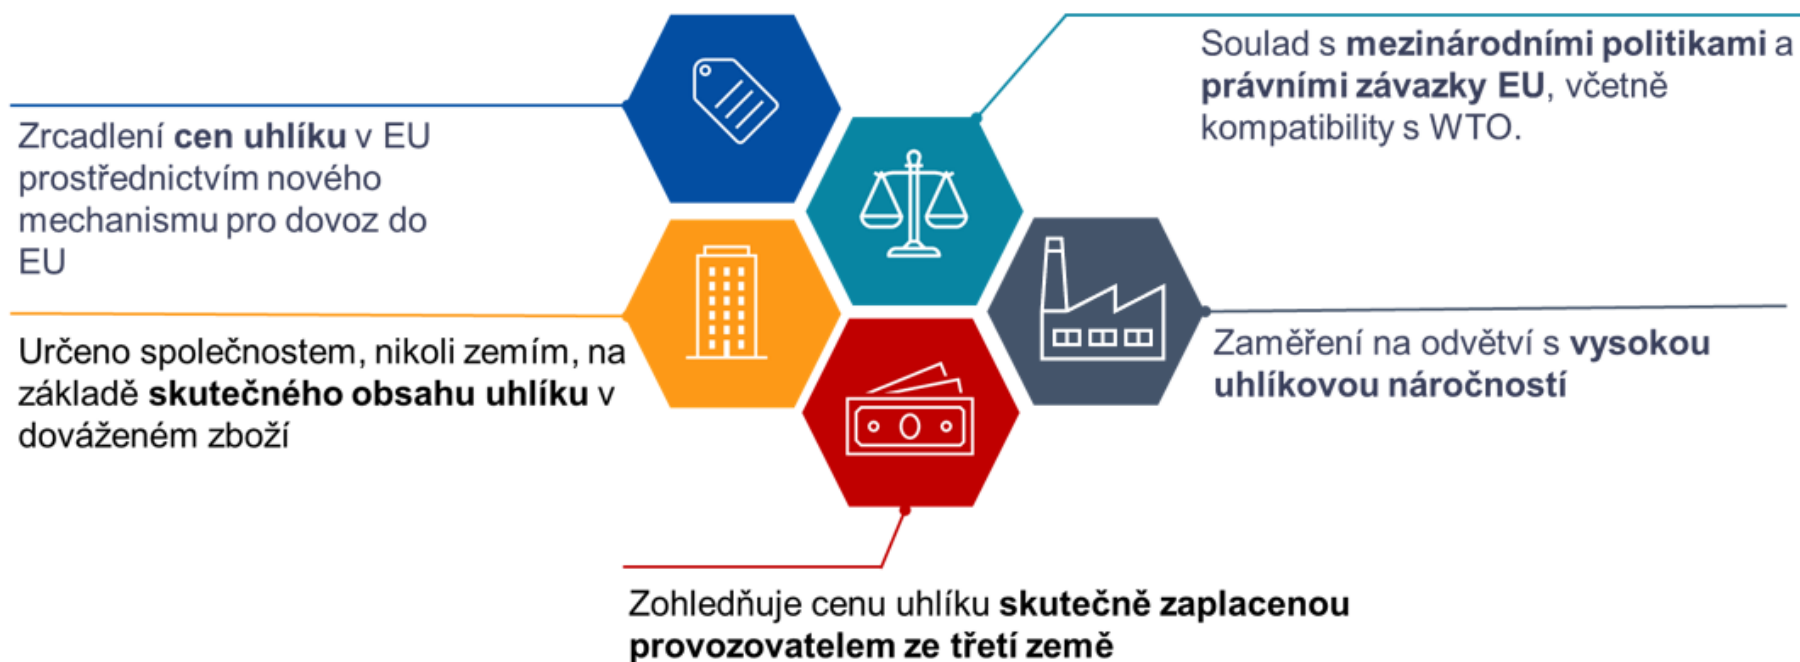 Zrcadlení cen uhlíku v EU
prostřednictvím nového
mechanismu pro dovoz do
EU
Soulad s mezinárodními politikami a
právními závazky EU, včetně
kompatibility s WTO.
Určeno společnostem, nikoli zemím, na
základě skutečného obsahu uhlíku v
dováženém zboží
Zaměření na odvětví s vysokou
uhlíkovou náročností
Zohledňuje cenu uhlíku skutečně zaplacenou
provozovatelem ze třetí země